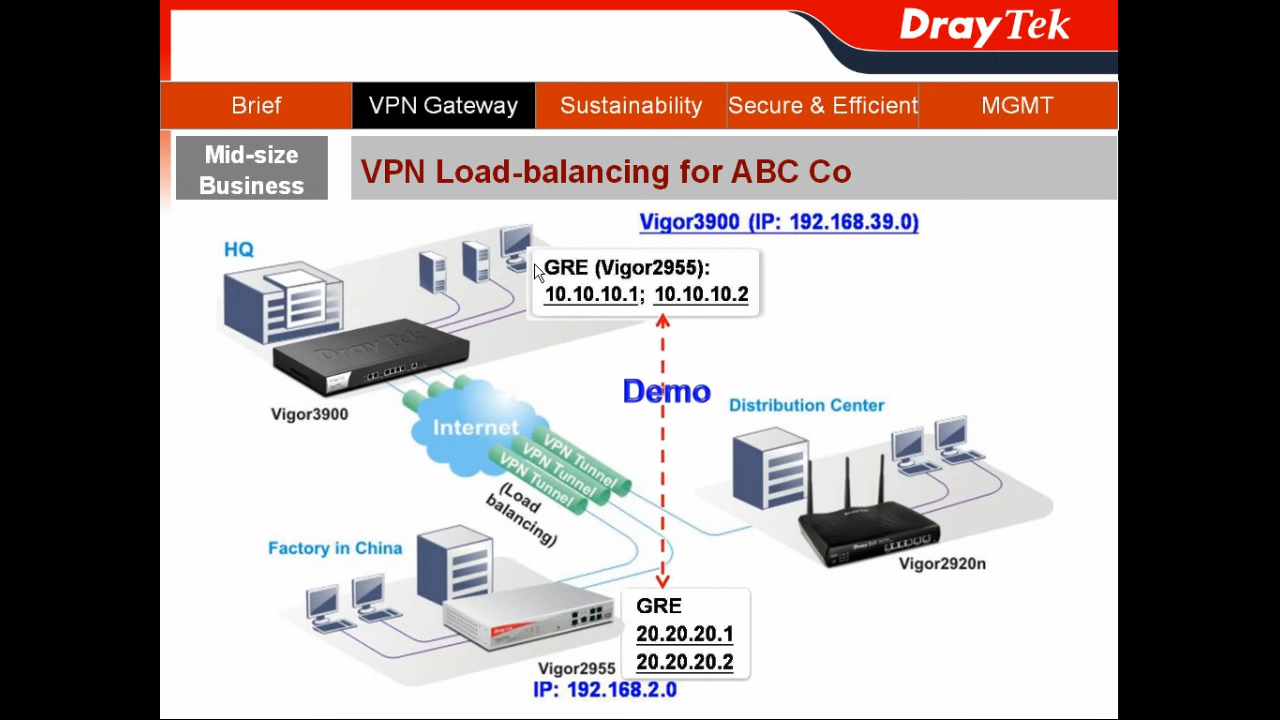 DrayTek
Brief
VPN Gateway
Sustainability
Secure & Efficient
MGMT
Mid-size
Business
VPN Load-balancing for ABC Co
Vigor3900 (IP: 192.168.39.0)
HQ
GRE (Vigor2955):
10.10.10.1; 10.10.10.2
DrayTek
Vigor3900
Demo
Distribution Center
Internet
VPN Tunnel
VPN Tunnel
VPN Tunnel
(Load
balancing)
DrayTek
Vigor2920n
Factory in China
GRE
20.20.20.1
20.20.20.2
DrayTek
Vigor2955
IP: 192.168.2.0